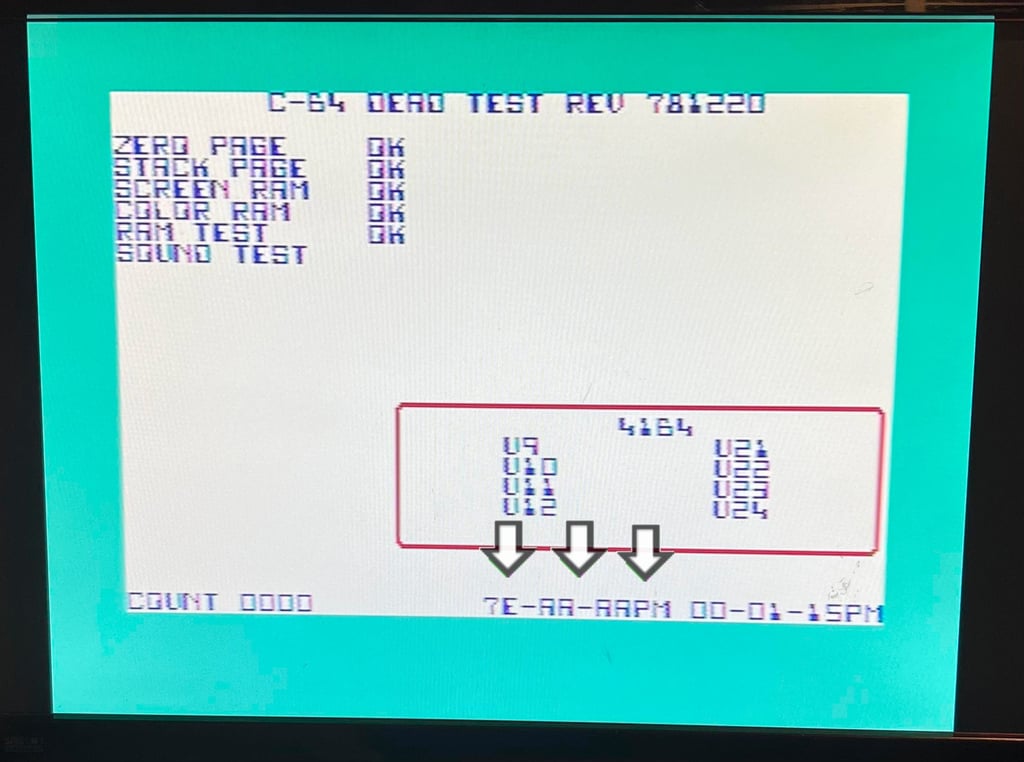 C-64 DEAD TEST REV 781220
ZERO PAGE OK
STACK PAGE OK
SCREEN RAM OK
COLOR RAM OK
RAM TEST OK
SOUND TEST
4164
U9 U21
U10 U22
U11 U23
U12 U24
COUNT 0000 7E-AA-AAPM 00-01-15PM